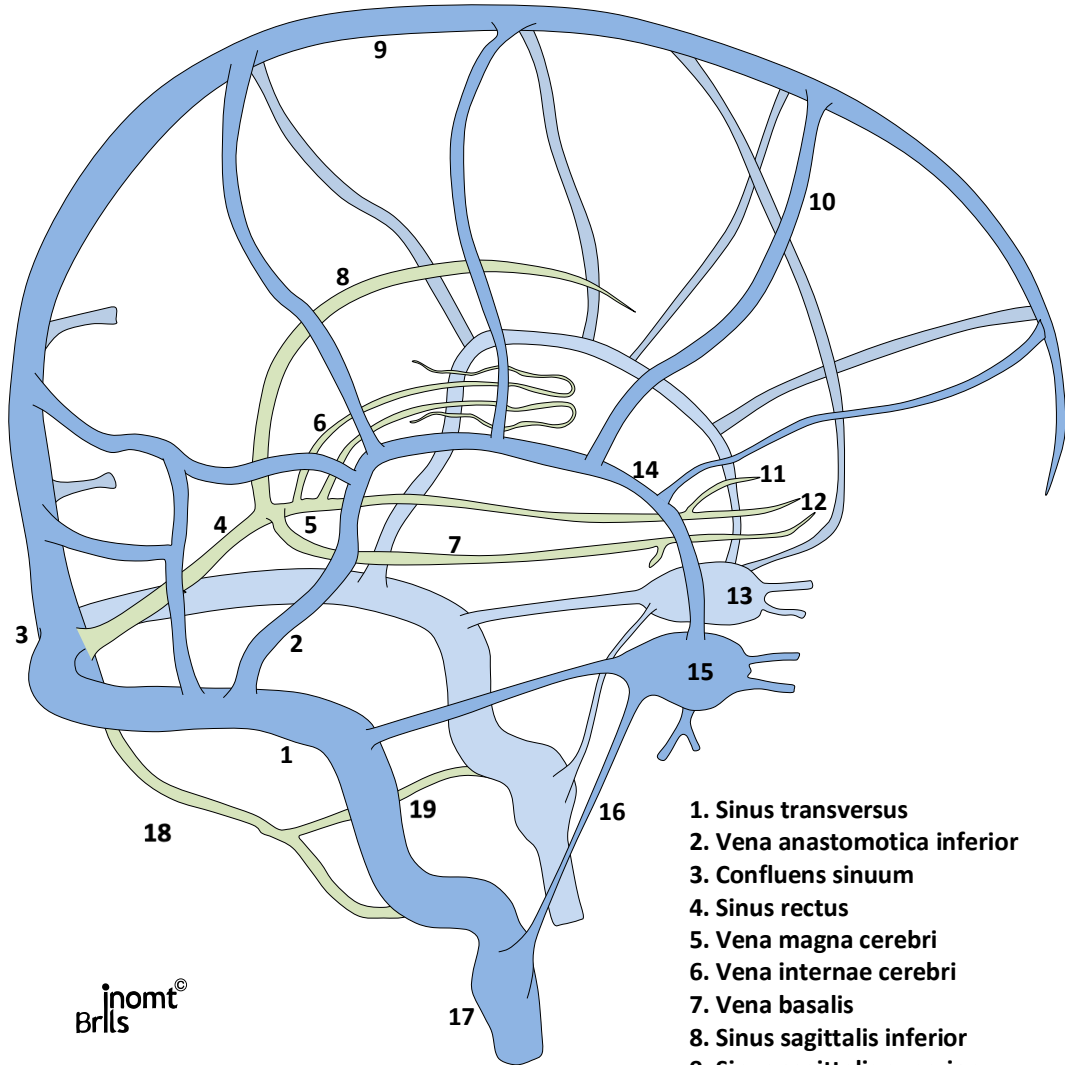 9
10
8
6
14
11
12
4
5
7
13
3
2
15
1
19
16
18
17
1. Sinus transversus
2. Vena anastomotica inferior
3. Confluens sinuum
4. Sinus rectus
5. Vena magna cerebri
6. Vena internae cerebri
7. Vena basalis
8. Sinus sagittalis inferior
inomt©
Brils